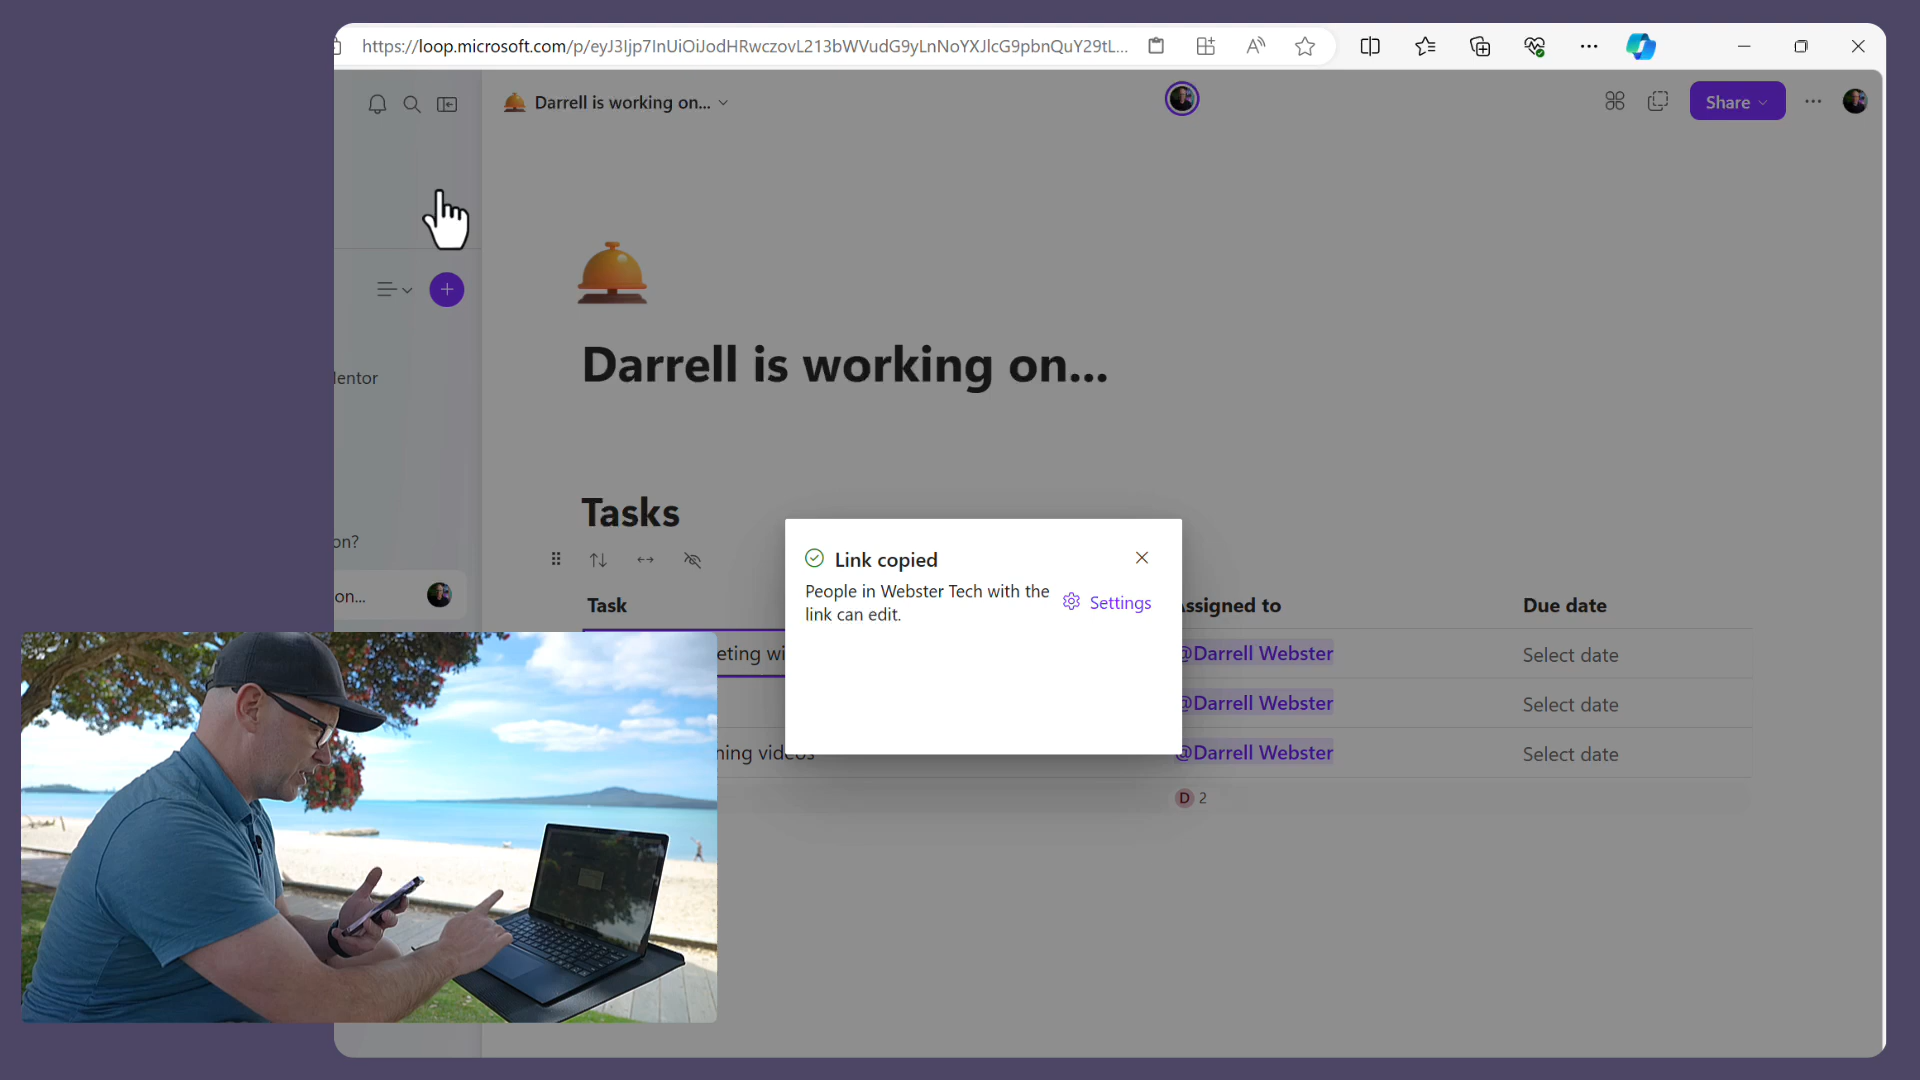 https://loop.microsoft.com/p/eyJ3Ijp7InUiOiJodHRwczovL213bWVudG9yLnNoYXJlcG9pbnQuY29tL...
Darrell is working on...
Share
Darrell is working on...
lentor
on?
on...
Tasks
Link copied
People in Webster Tech with the
link can edit.
Settings
Task
Assigned to
Due date
eting wi
@Darrell Webster
Select date
@Darrell Webster
Select date
ning videos
@Darrell Webster
Select date
D 2